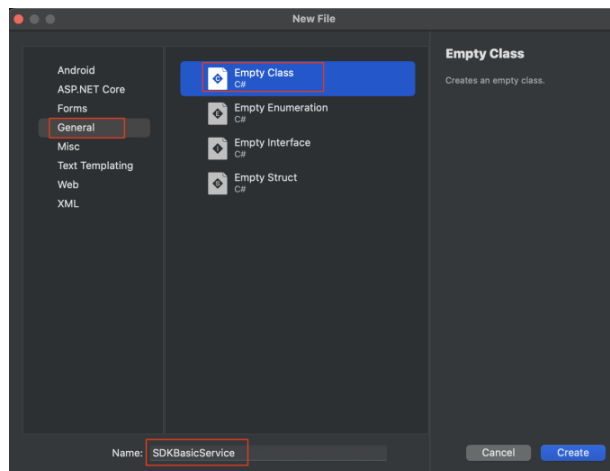 New File
Android
ASP.NET Core
Forms
General
Misc
Text Templating
Web
XML
Empty Class
C#
Empty Enumeration
C#
Empty Interface
C#
Empty Struct
C#
Empty Class
Creates an empty class.
Name: SDKBasicService
Cancel Create